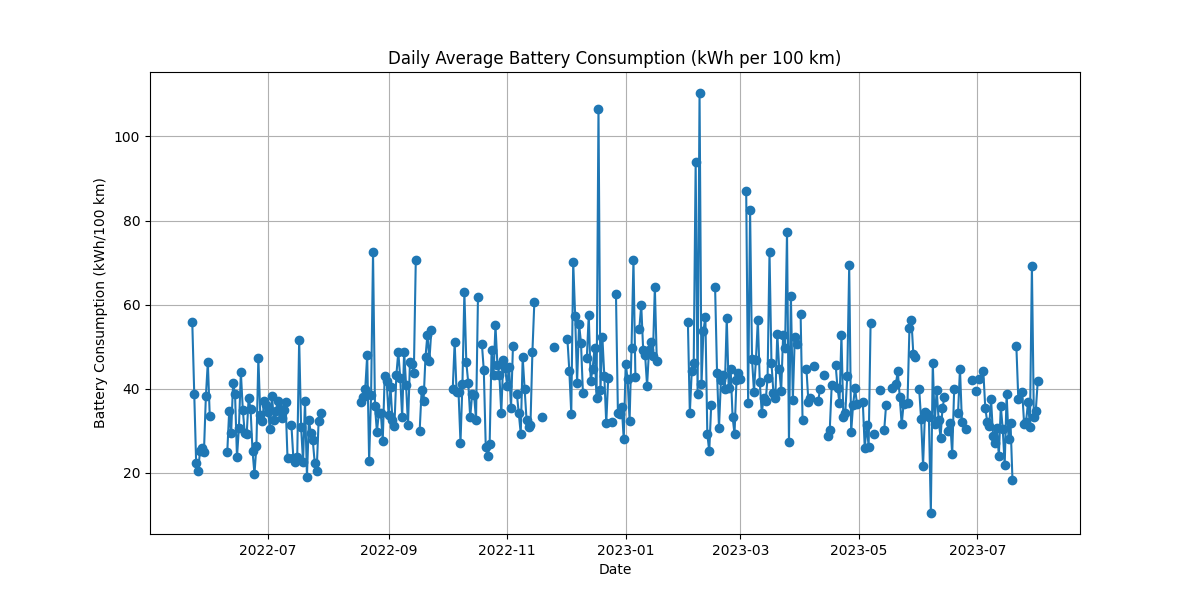 Daily Average Battery Consumption (kWh per 100 km)
Battery Consumption (kWh/100 km)
100
80
60
40
20
2022-07 2022-09 2022-11 2023-01 2023-03 2023-05 2023-07
Date